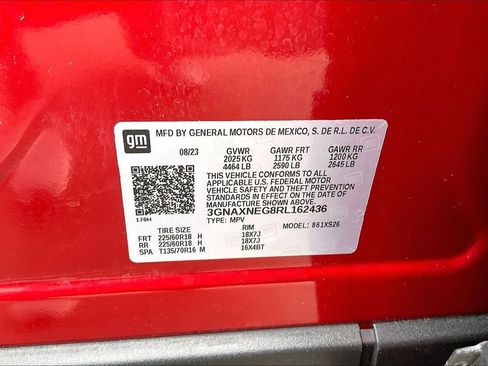 gm
MFD BY GENERAL MOTORS DE MEXICO, S. DE R.L. DE C.V.
08/23 GVWR GAWR FRT GAWR RR
2025 KG 1175 KG 1200 KG
4464 LB 2590 LB 2645 LB
THIS VEHICLE CONFORMS TO ALL
APPLICABLE U.S. FEDERAL MOTOR
VEHICLE SAFETY AND THEFT PREVENTION
STANDARDS IN EFFECT ON THE DATE OF
MANUFACTURE SHOWN ABOVE.
3GNAXNEG8RL162436
TYPE: MPV
TIRE SIZE RIM MODEL: 861XS26
FRT 225/60R18 H 18X7J
RR 225/60R18 H 18X7J
SPA T135/70R16 M 16X4BT